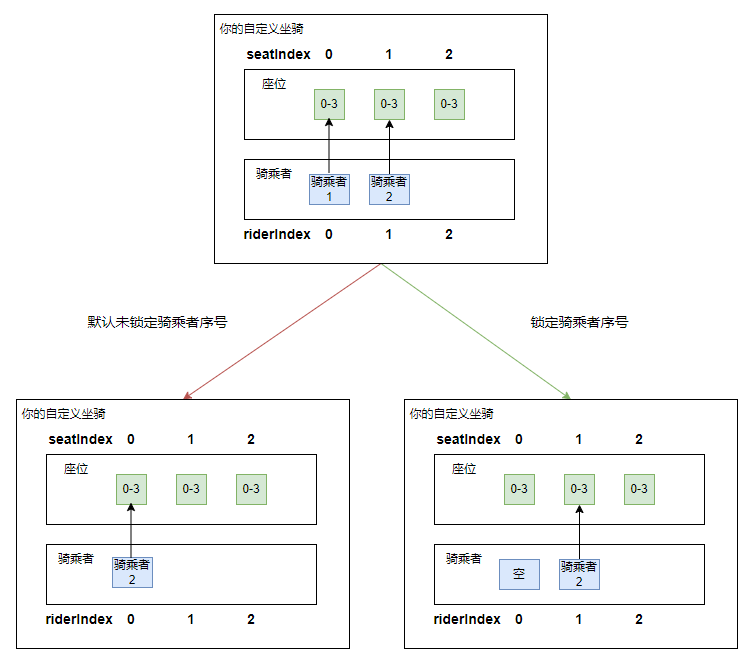 你的自定义坐骑
seatIndex 0 1 2
座位
0-3 0-3 0-3
骑乘者
骑乘者
1
骑乘者
2
riderIndex 0 1 2
默认未锁定骑乘者序号
锁定骑乘者序号
你的自定义坐骑
seatIndex 0 1 2
座位
0-3 0-3 0-3
骑乘者
骑乘者
2
riderIndex 0 1 2
你的自定义坐骑
seatIndex 0 1 2
座位
0-3 0-3 0-3
骑乘者
空
骑乘者
2
riderIndex 0 1 2